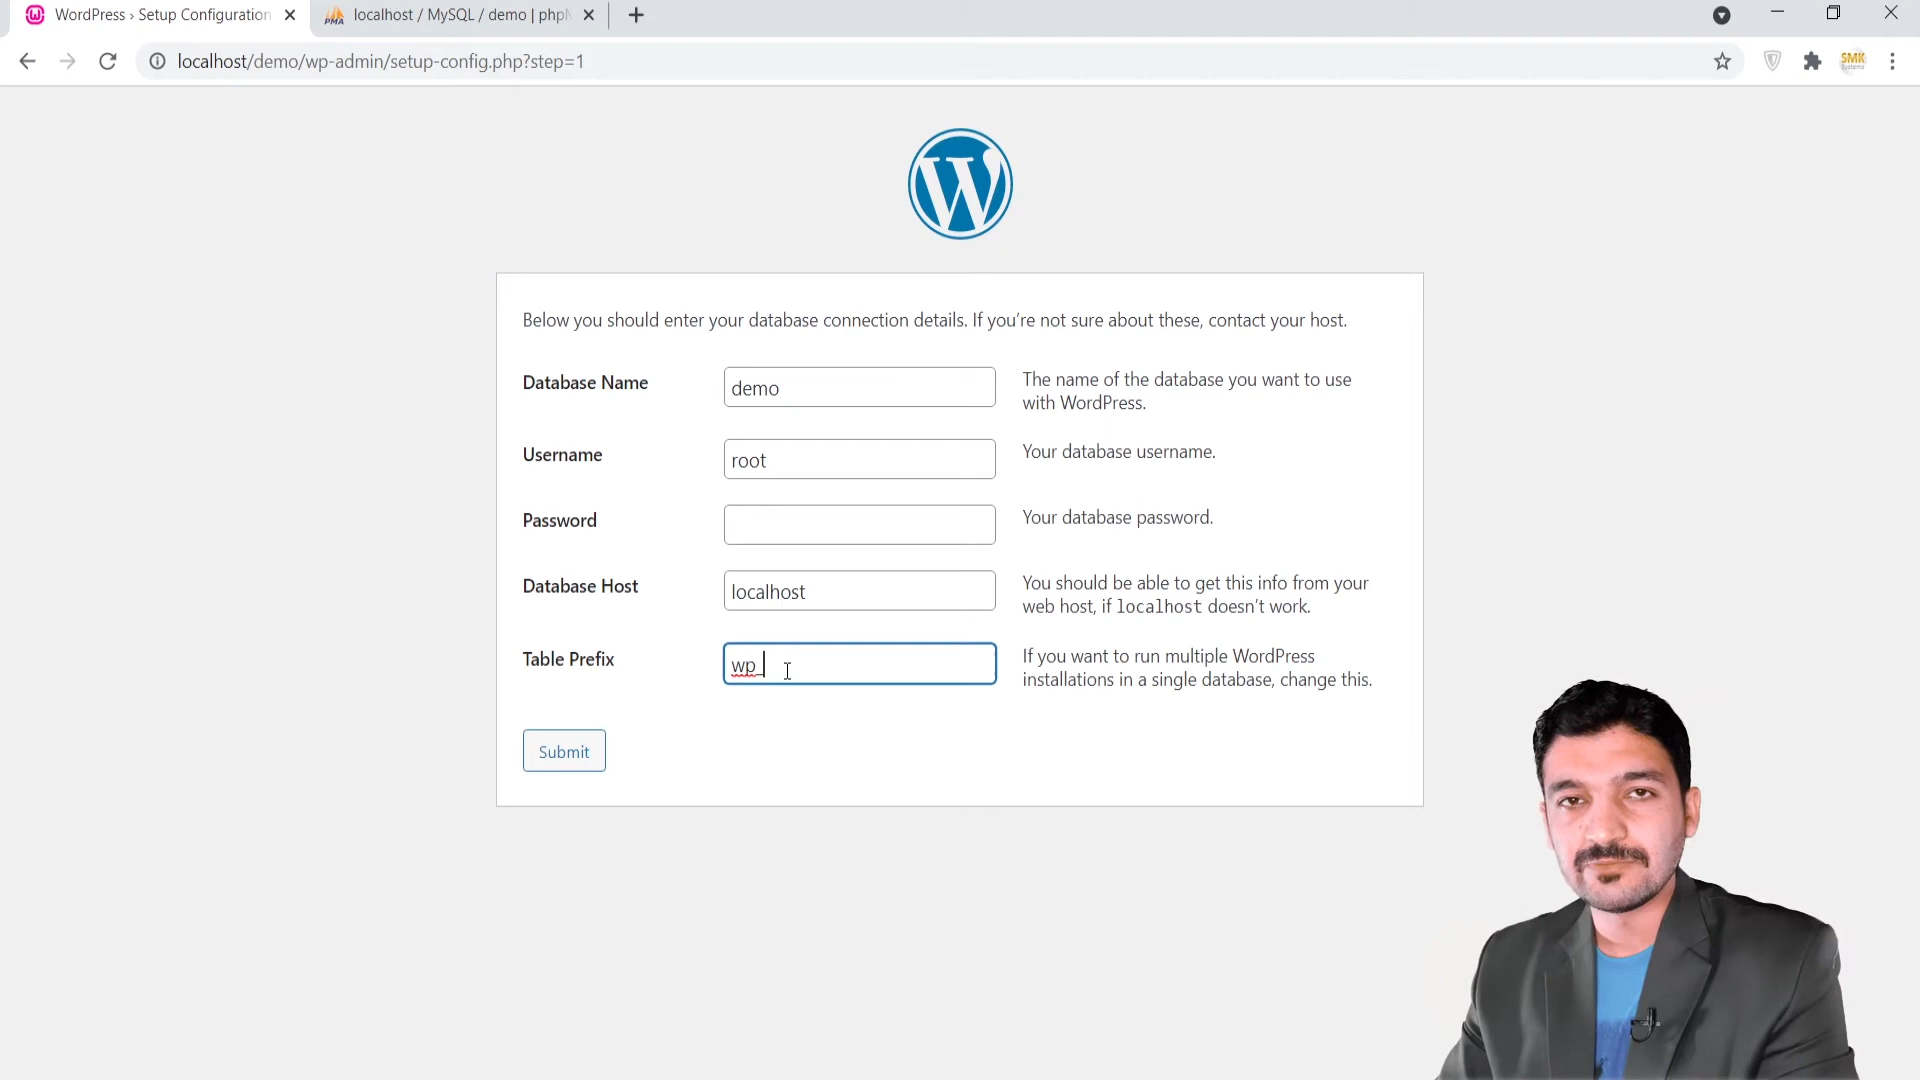 WordPress › Setup Configuration
localhost / MySQL / demo | php
localhost/demo/wp-admin/setup-config.php?step=1
SMK
Systems
Below you should enter your database connection details. If you’re not sure about these, contact your host.
Database Name
demo
The name of the database you want to use
with WordPress.
Username
root
Your database username.
Password
Your database password.
Database Host
localhost
You should be able to get this info from your
web host, if localhost doesn’t work.
Table Prefix
wp_
If you want to run multiple WordPress
installations in a single database, change this.
Submit